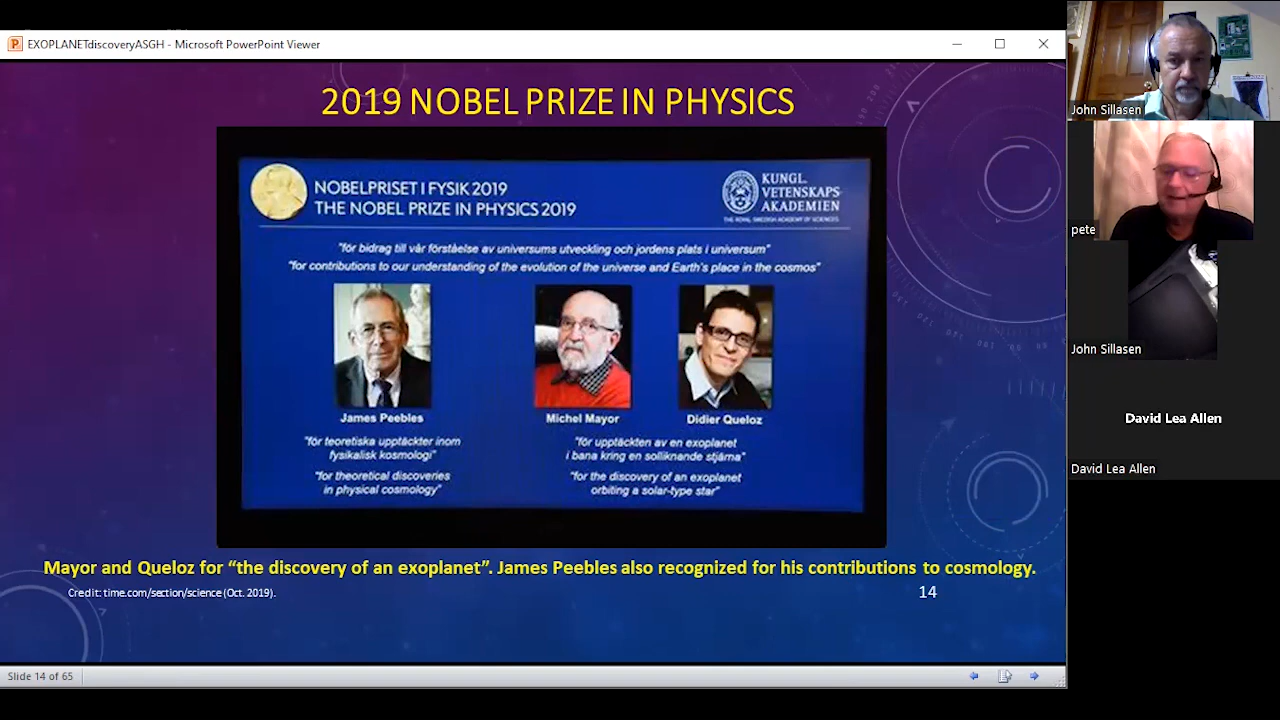 EXOPLANETdiscoveryASGH - Microsoft PowerPoint Viewer
2019 NOBEL PRIZE IN PHYSICS
NOBELPRISET I FYSIK 2019
THE NOBEL PRIZE IN PHYSICS 2019
KUNGL.
VETENSKAPS
AKADEMIEN
THE ROYAL SWEDISH ACADEMY OF SCIENCES
"för bidrag till vår förståelse av universums utveckling och jordens plats i universum"
"for contributions to our understanding of the evolution of the universe and Earth's place in the cosmos"
James Peebles
"för teoretiska upptäckter inom
fysikalisk kosmologi"
"for theoretical discoveries
in physical cosmology"
Michel Mayor
Didier Queloz
"för upptäckten av en exoplanet
i bana kring en solliknande stjärna"
"for the discovery of an exoplanet
orbiting a solar-type star"
Mayor and Queloz for “the discovery of an exoplanet”. James Peebles also recognized for his contributions to cosmology.
Credit: time.com/section/science (Oct. 2019).
14
Slide 14 of 65
John Sillasen
pete
John Sillasen
David Lea Allen
David Lea Allen